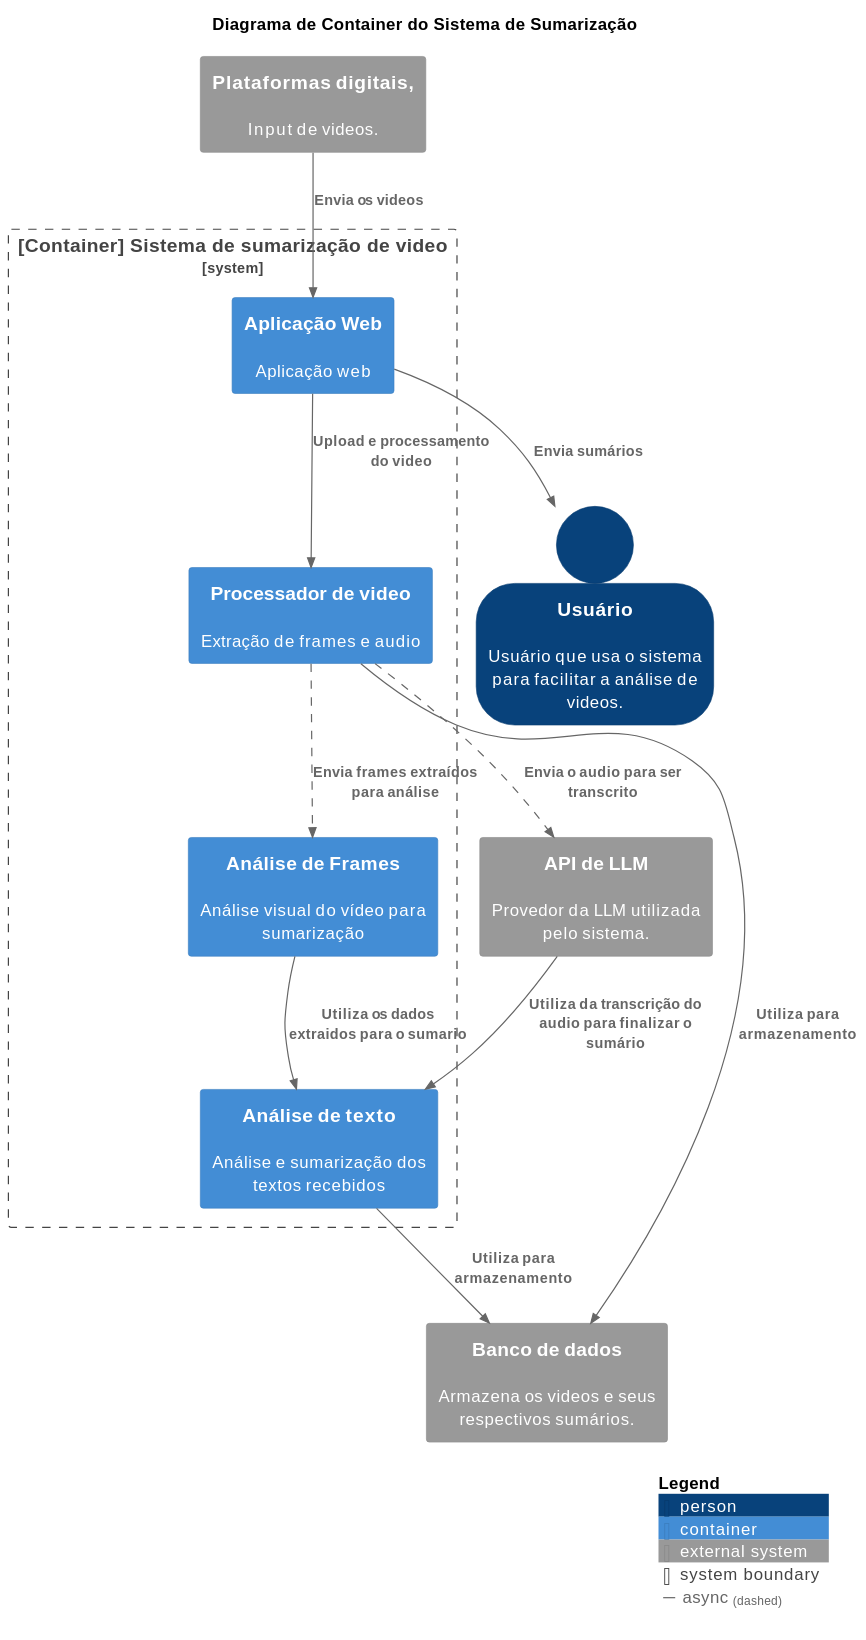 Diagrama de Container do Sistema de Sumarização
Plataformas digitais,
Input de videos.
Envia os videos
[Container] Sistema de sumarização de video
[system]
Aplicação Web
Aplicação web
Upload e processamento
do video
Envia sumários
Processador de video
Extração de frames e audio
Usuário
Usuário que usa o sistema
para facilitar a análise de
videos.
Envia frames extraídos
para análise
Envia o audio para ser
transcrito
Análise de Frames
Análise visual do vídeo para
sumarização
API de LLM
Provedor da LLM utilizada
pelo sistema.
Utiliza os dados
extraidos para o sumario
Utiliza da transcrição do
audio para finalizar o
sumário
Utiliza para
armazenamento
Análise de texto
Análise e sumarização dos
textos recebidos
Utiliza para
armazenamento
Banco de dados
Armazena os videos e seus
respectivos sumários.
Legend
person
container
external system
system boundary
async (dashed)